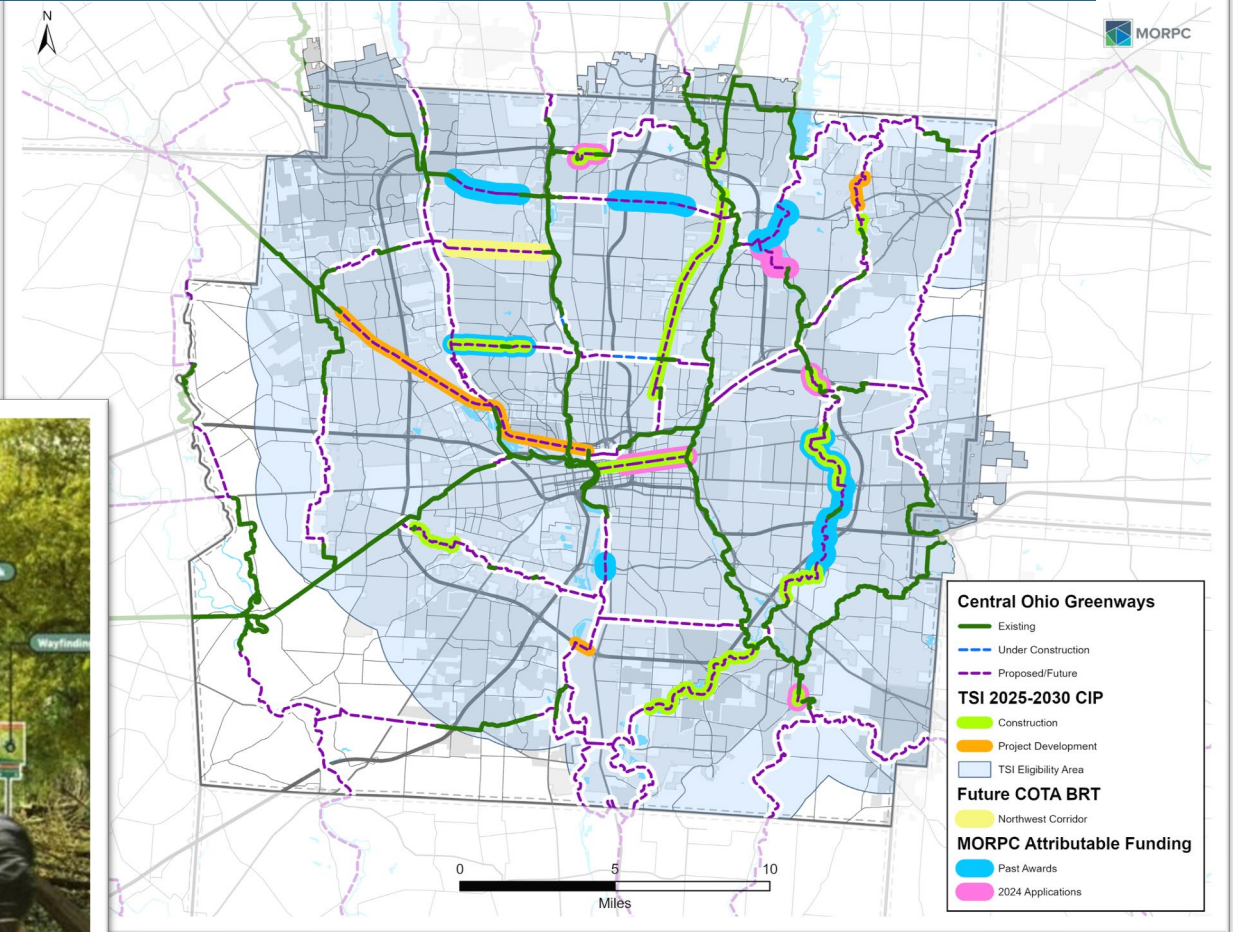 N
MORPC
Wayfinding
Central Ohio Greenways
Existing
Under Construction
Proposed/Future
TSI 2025-2030 CIP
Construction
Project Development
TSI Eligibility Area
Future COTA BRT
Northwest Corridor
MORPC Attributable Funding
Past Awards
2024 Applications
0 5 10
Miles